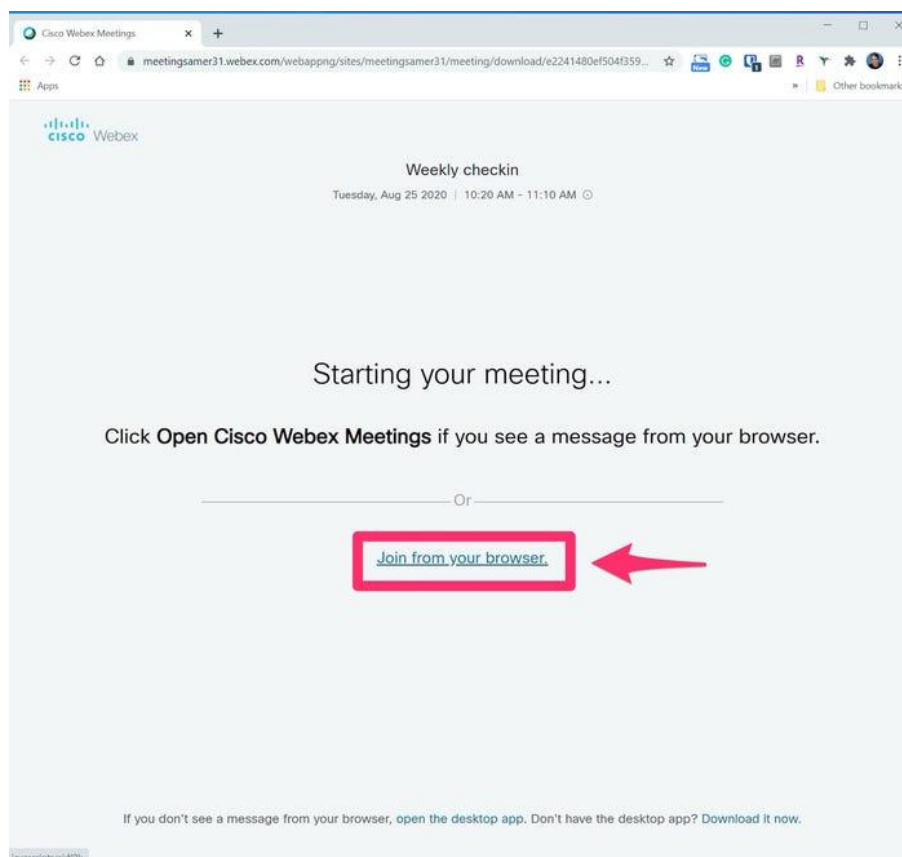 Cisco Webex Meetings
meetingsamer31.webex.com/webappng/sites/meetingsamer31/meeting/download/e2241480ef504f359...
New
1
R
Apps
» Other bookmark
CISCO Webex
Weekly checkin
Tuesday, Aug 25 2020 | 10:20 AM - 11:10 AM
Starting your meeting...
Click Open Cisco Webex Meetings if you see a message from your browser.
Or
Join from your browser.
If you don't see a message from your browser, open the desktop app. Don't have the desktop app? Download it now.